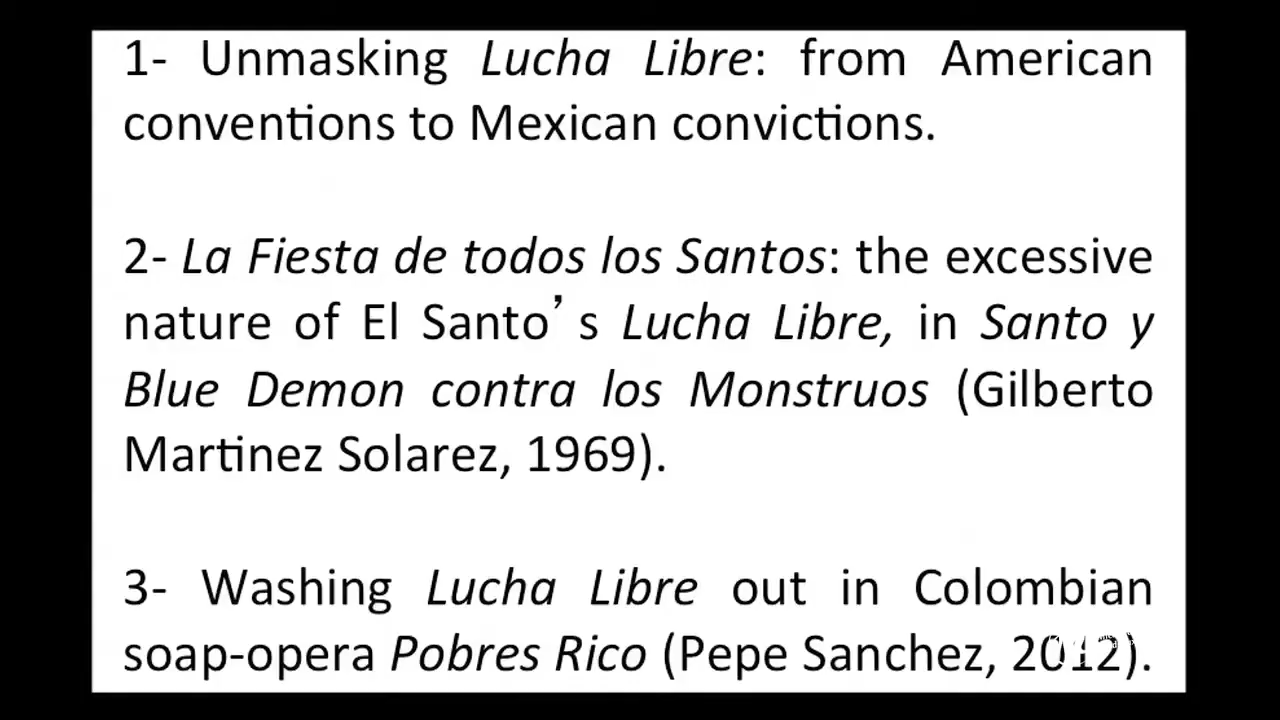 1- Unmasking Lucha Libre: from American
conventions to Mexican convictions.
2- La Fiesta de todos los Santos: the excessive
nature of El Santo’s Lucha Libre, in Santo y
Blue Demon contra los Monstruos (Gilberto
Martinez Solarez, 1969).
3- Washing Lucha Libre out in Colombian
soap-opera Pobres Rico (Pepe Sanchez, 2012).